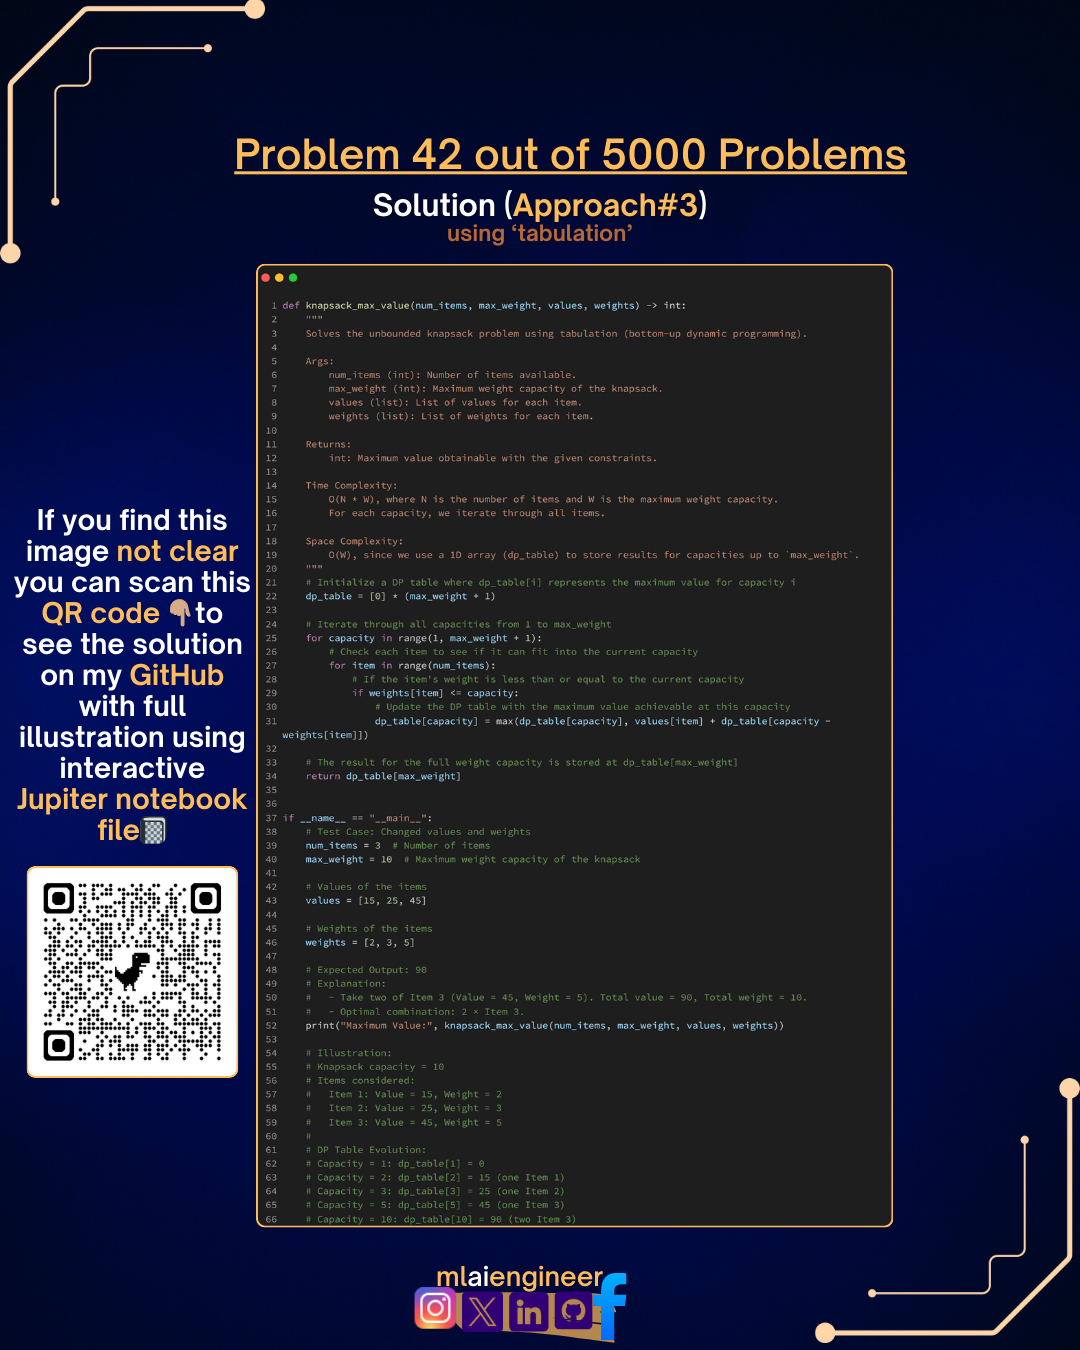 Problem 42 out of 5000 Problems
Solution (Approach#3)
using ‘tabulation’
If you find this
image not clear
you can scan this
QR code 👇🏽to
see the solution
on my GitHub
with full
illustration using
interactive
Jupiter notebook
file
1 def knapsack_max_value(num_items, max_weight, values, weights) -> int:
2     """
3     Solves the unbounded knapsack problem using tabulation (bottom-up dynamic programming).
4
5     Args:
6         num_items (int): Number of items available.
7         max_weight (int): Maximum weight capacity of the knapsack.
8         values (list): List of values for each item.
9         weights (list): List of weights for each item.
10
11     Returns:
12         int: Maximum value obtainable with the given constraints.
13
14     Time Complexity:
15         O(N * W), where N is the number of items and W is the maximum weight capacity.
16         For each capacity, we iterate through all items.
17
18     Space Complexity:
19         O(W), since we use a 1D array (dp_table) to store results for capacities up to `max_weight`.
20     """
21     # Initialize a DP table where dp_table[i] represents the maximum value for capacity i
22     dp_table = [0] * (max_weight + 1)
23
24     # Iterate through all capacities from 1 to max_weight
25     for capacity in range(1, max_weight + 1):
26         # Check each item to see if it can fit into the current capacity
27         for item in range(num_items):
28             # If the item's weight is less than or equal to the current capacity
29             if weights[item] <= capacity:
30                 # Update the DP table with the maximum value achievable at this capacity
31                 dp_table[capacity] = max(dp_table[capacity], values[item] + dp_table[capacity -
weights[item]])
32
33     # The result for the full weight capacity is stored at dp_table[max_weight]
34     return dp_table[max_weight]
35
36
37 if __name__ == "__main__":
38     # Test Case: Changed values and weights
39     num_items = 3  # Number of items
40     max_weight = 10  # Maximum weight capacity of the knapsack
41
42     # Values of the items
43     values = [15, 25, 45]
44
45     # Weights of the items
46     weights = [2, 3, 5]
47
48     # Expected Output: 90
49     # Explanation:
50     #   - Take two of Item 3 (Value = 45, Weight = 5). Total value = 90, Total weight = 10.
51     #   - Optimal combination: 2 × Item 3.
52     print("Maximum Value:", knapsack_max_value(num_items, max_weight, values, weights))
53
54     # Illustration:
55     # Knapsack capacity = 10
56     # Items considered:
57     #   Item 1: Value = 15, Weight = 2
58     #   Item 2: Value = 25, Weight = 3
59     #   Item 3: Value = 45, Weight = 5
60     #
61     # DP Table Evolution:
62     # Capacity = 1: dp_table[1] = 0
63     # Capacity = 2: dp_table[2] = 15 (one Item 1)
64     # Capacity = 3: dp_table[3] = 25 (one Item 2)
65     # Capacity = 5: dp_table[5] = 45 (one Item 3)
66     # Capacity = 10: dp_table[10] = 90 (two Item 3)
mlaiengineer